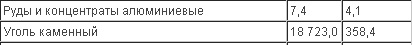 Руды и концентраты алюминиевые 7,4 4,1
Уголь каменный 18 723,0 358,4